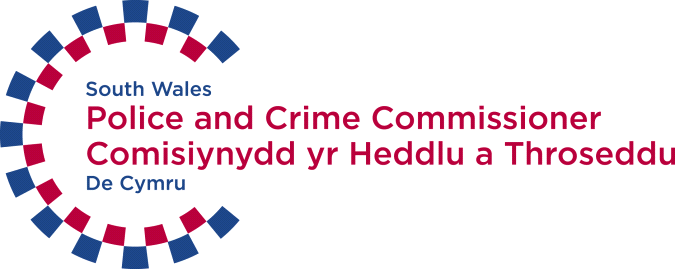 South Wales
Police and Crime Commissioner
Comisiynydd yr Heddlu a Throseddu
De Cymru